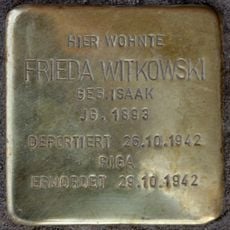 HIER WOHNTE
FRIEDA WITKOWSKI
GEB. ISAAK
JG. 1893
DEPORTIERT 26.10.1942
RIGA
ERMORDET 29.10.1942